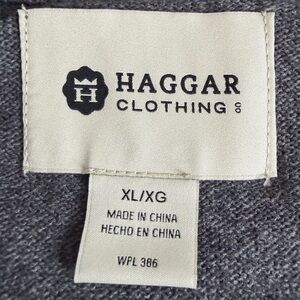 H
HAGGAR
CLOTHING CO
XL/XG
MADE IN CHINA
HECHO EN CHINA
WPL 386